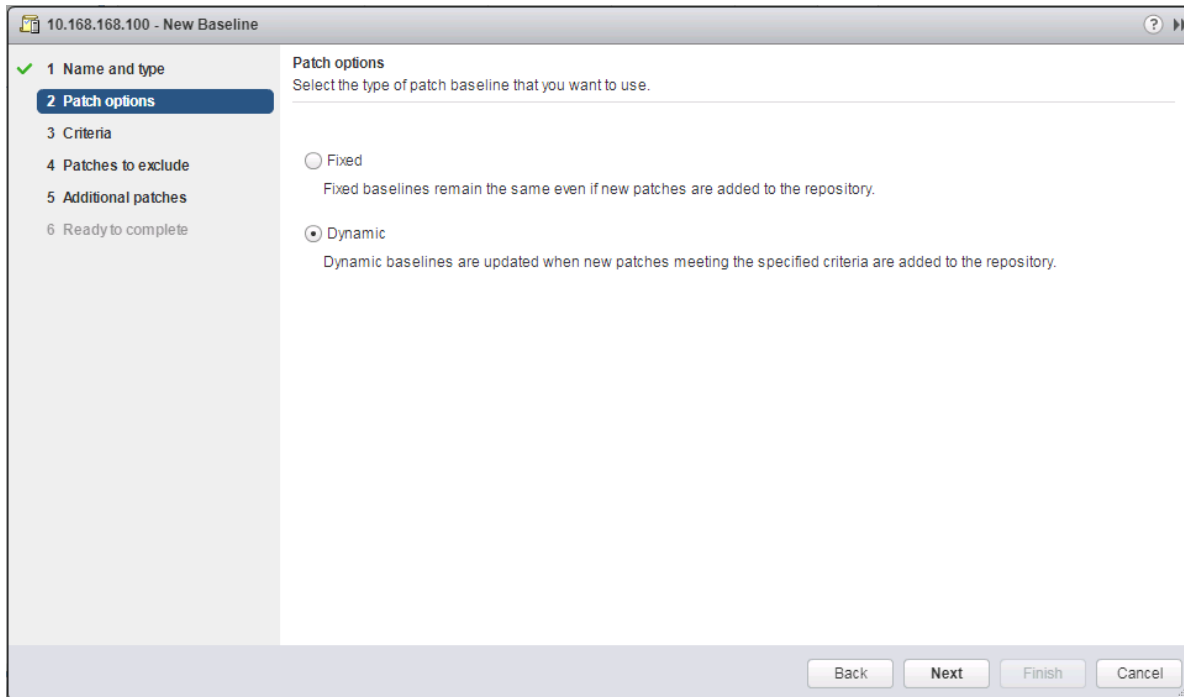 10.168.168.100 - New Baseline
?
1 Name and type
2 Patch options
3 Criteria
4 Patches to exclude
5 Additional patches
6 Ready to complete
Patch options
Select the type of patch baseline that you want to use.
Fixed
Fixed baselines remain the same even if new patches are added to the repository.
Dynamic
Dynamic baselines are updated when new patches meeting the specified criteria are added to the repository.
Back
Next
Finish
Cancel